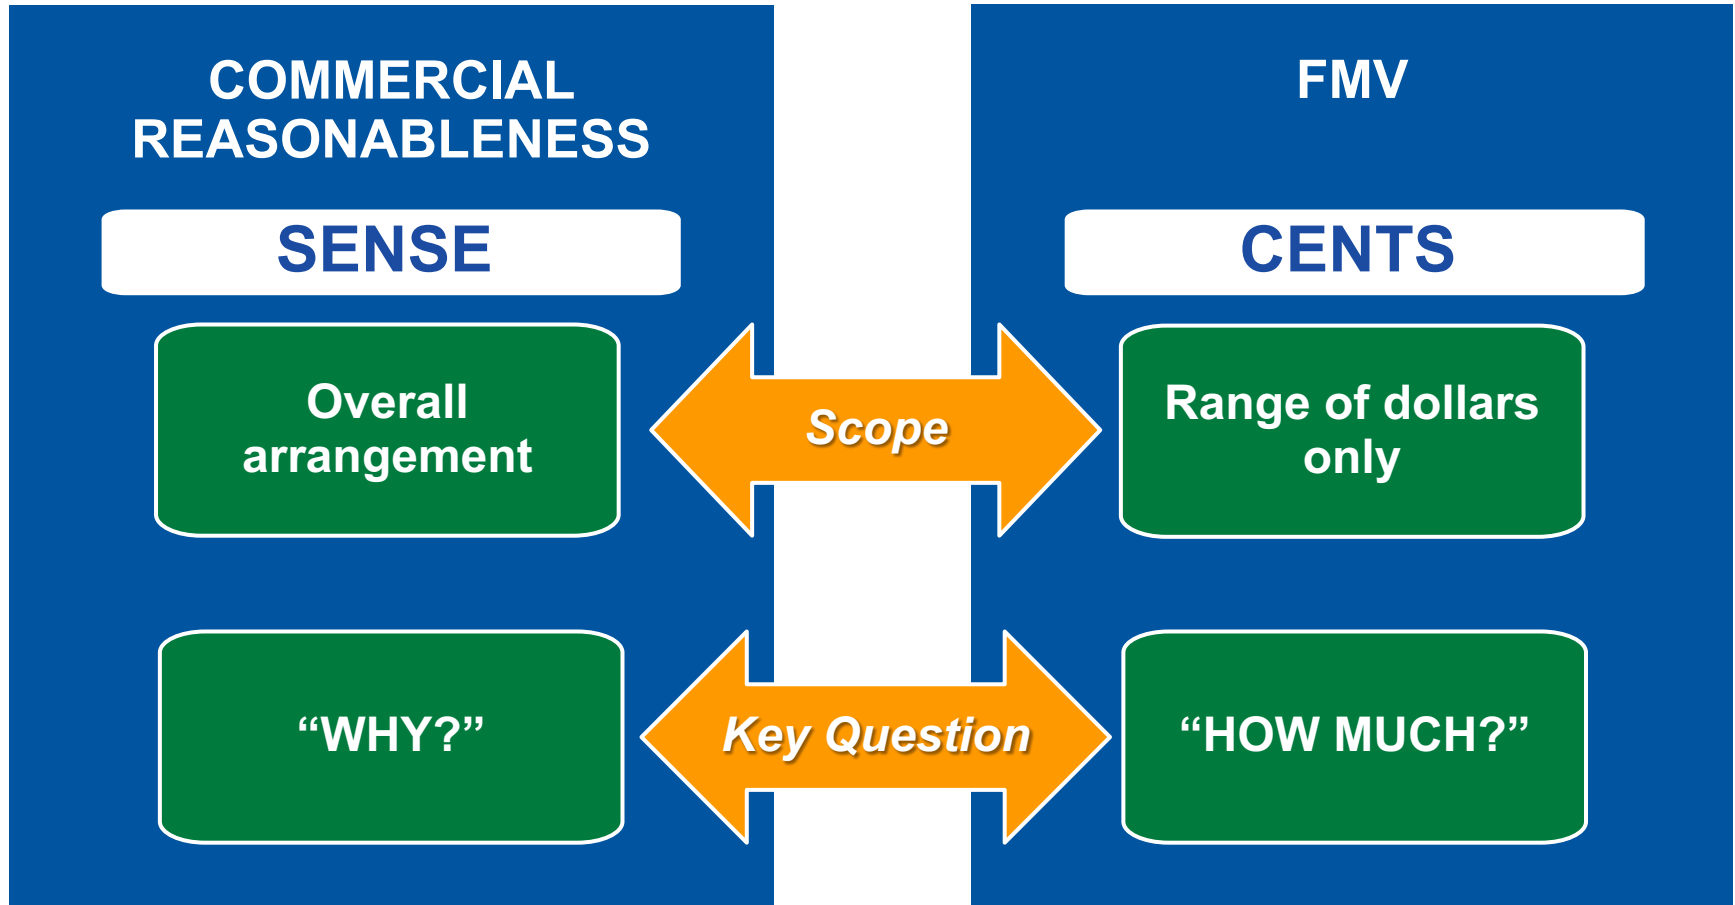 COMMERCIAL
REASONABLENESS
SENSE
Overall
arrangement
“WHY?”
Scope
Key Question
FMV
CENTS
Range of dollars
only
“HOW MUCH?”